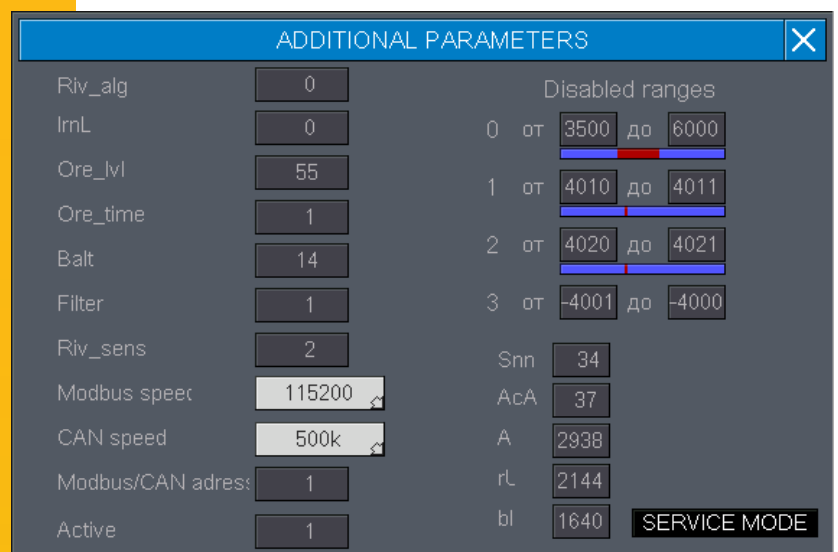 ADDITIONAL PARAMETERS
Riv_alg 0
IrnL 0
Ore_lvl 55
Ore_time 1
Balt 14
Filter 1
Riv_sens 2
Modbus speed 115200
CAN speed 500k
Modbus/CAN adress 1
Active 1
Disabled ranges
0 от 3500 до 6000
1 от 4010 до 4011
2 от 4020 до 4021
3 от -4001 до -4000
Snn 34
AcA 37
A 2938
rL 2144
bl 1640
SERVICE MODE